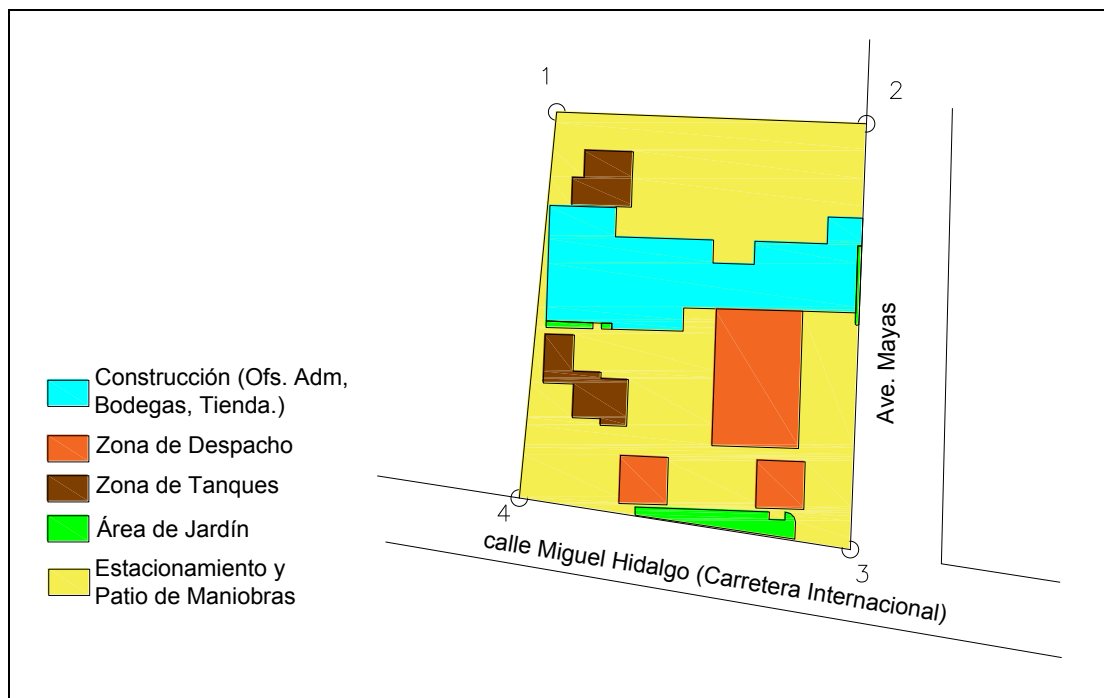 1
2
Construcción (Ofs. Adm,
Bodegas, Tienda.)
Zona de Despacho
Zona de Tanques
Área de Jardín
Estacionamiento y
Patio de Maniobras
Ave. Mayas
4
3
calle Miguel Hidalgo (Carretera Internacional)